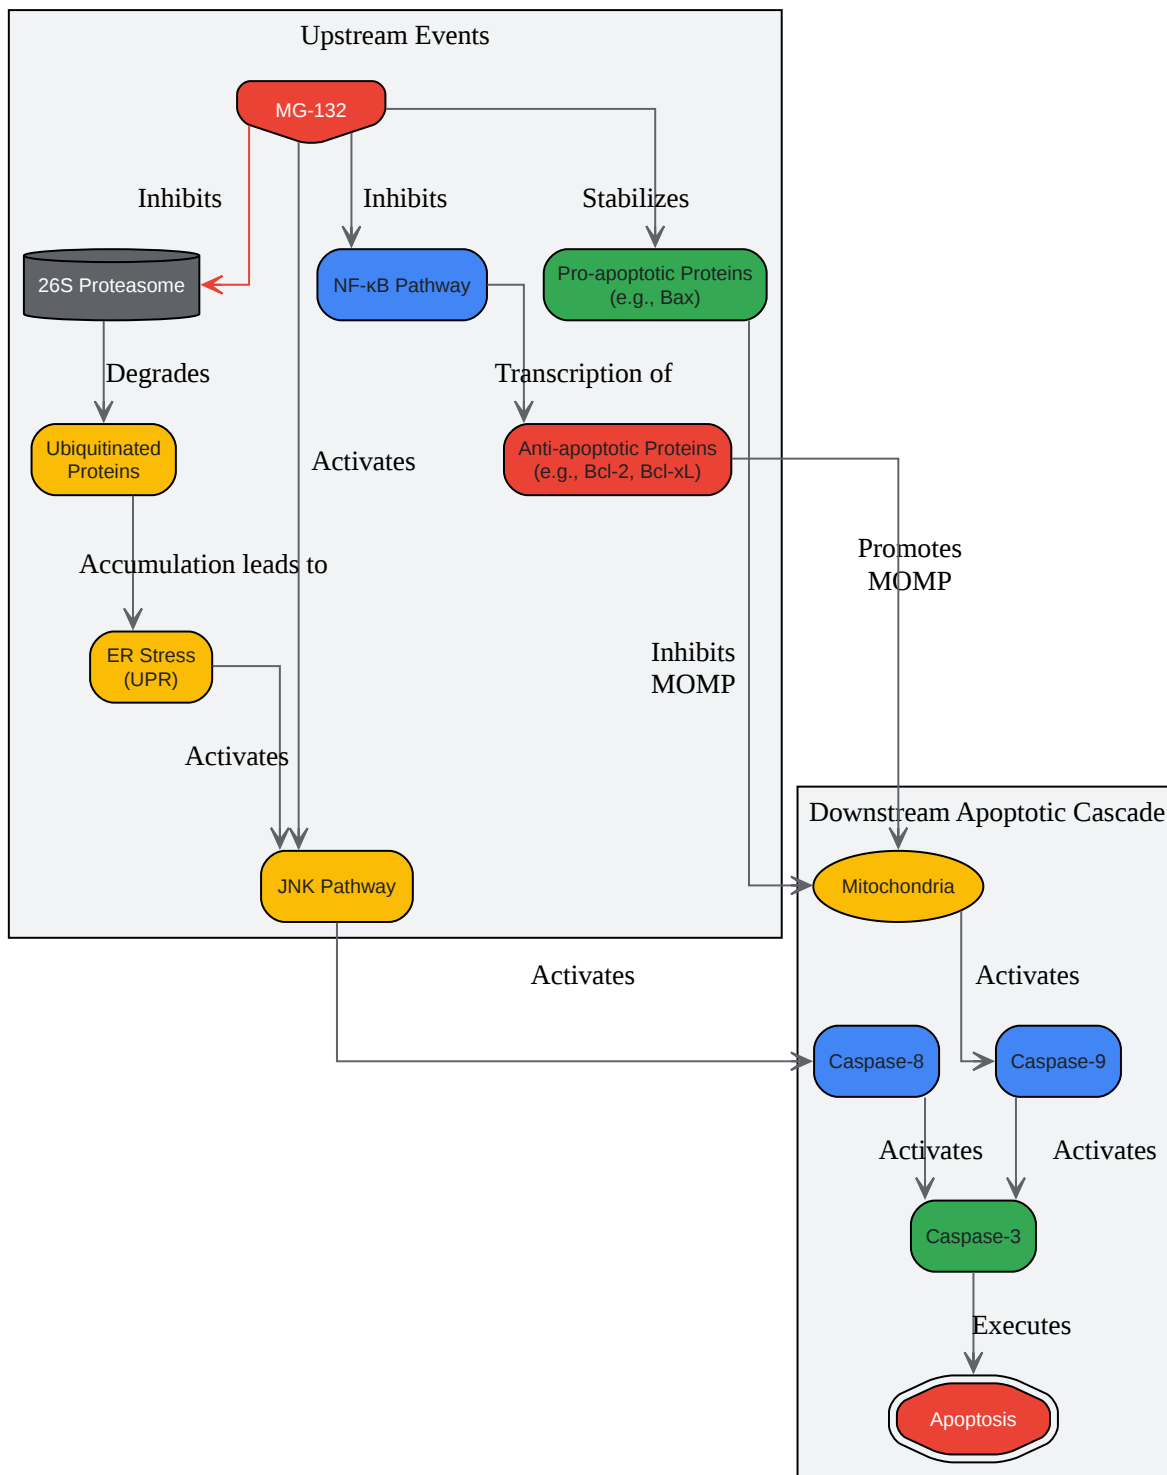 Upstream Events
MG-132
Inhibits
Inhibits
Stabilizes
26S Proteasome
NF-κB Pathway
Pro-apoptotic Proteins
(e.g., Bax)
Degrades
Transcription of
Ubiquitinated
Proteins
Activates
Anti-apoptotic Proteins
(e.g., Bcl-2, Bcl-xL)
Accumulation leads to
Promotes
MOMP
ER Stress
(UPR)
Inhibits
MOMP
Activates
Downstream Apoptotic Cascade
JNK Pathway
Mitochondria
Activates
Activates
Caspase-8
Caspase-9
Activates
Activates
Caspase-3
Executes
Apoptosis